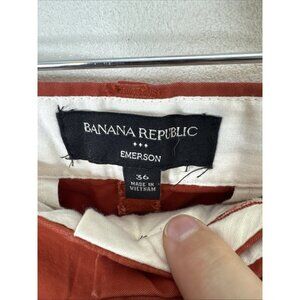 BANANA REPUBLIC
EMERSON
36
MADE IN
VIETNAM